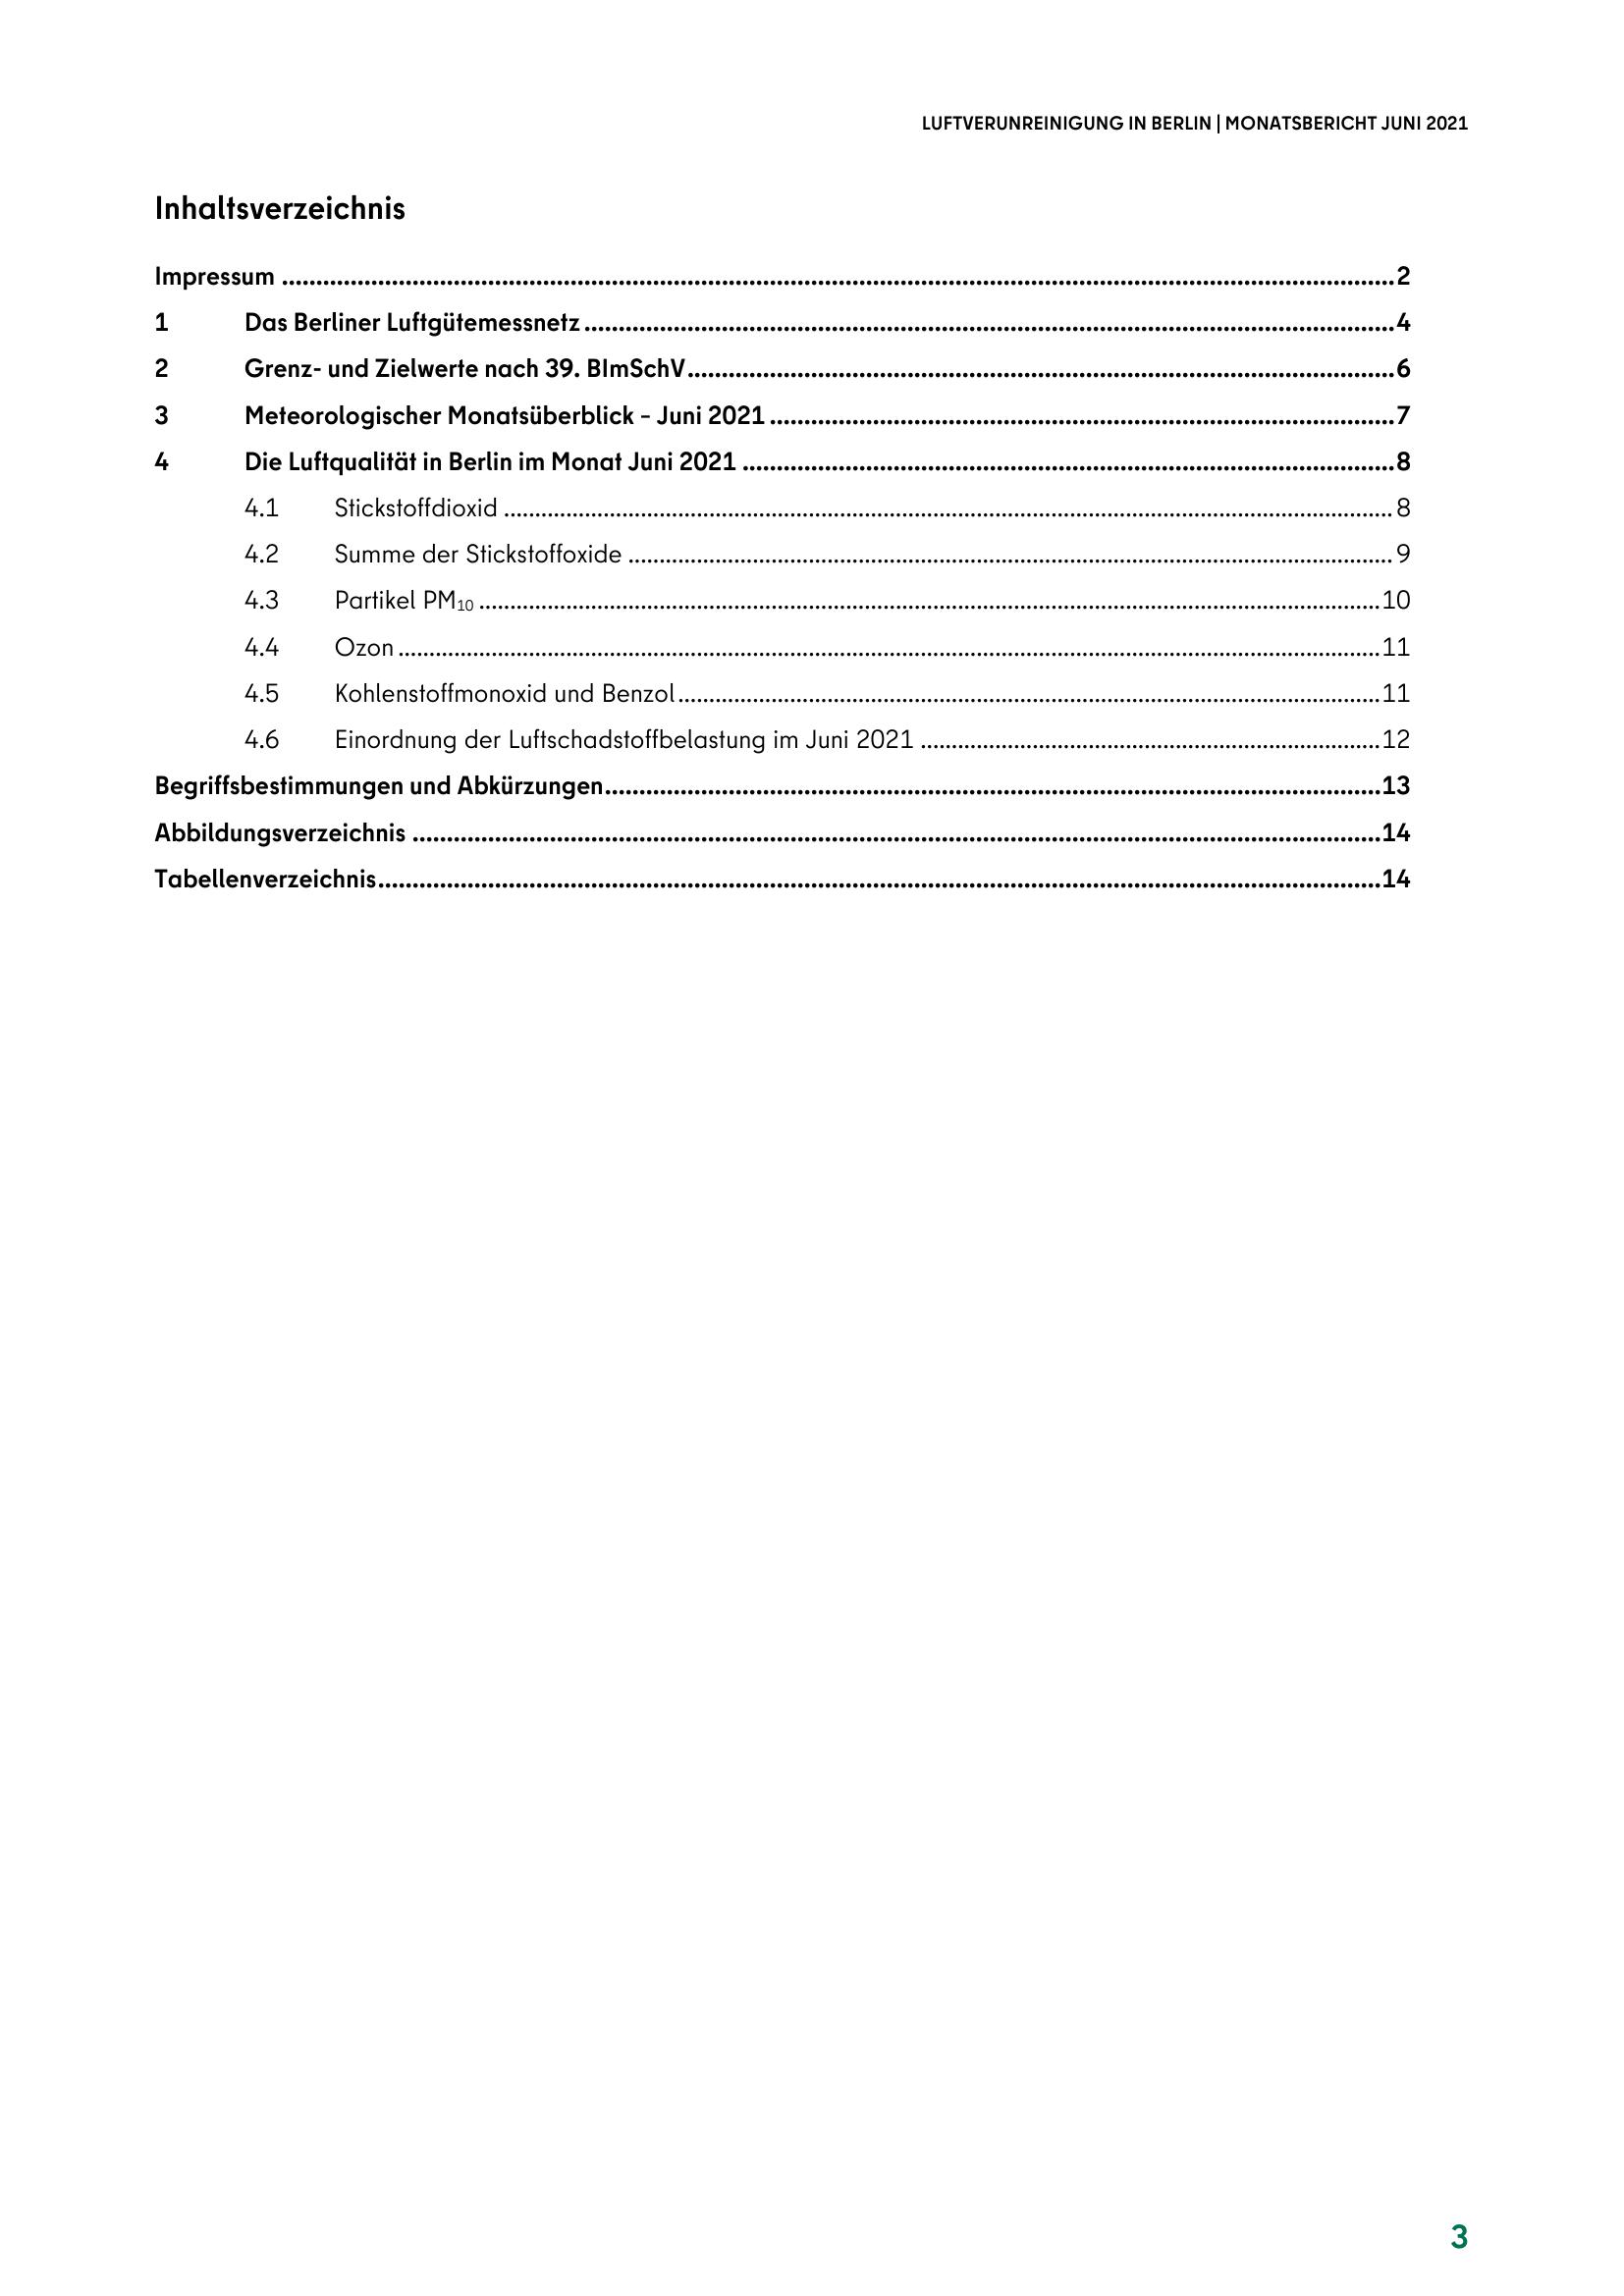 LUFTVERUNREINIGUNG IN BERLIN | MONATSBERICHT JUNI 2021
Inhaltsverzeichnis
Impressum ........ 2
1 Das Berliner Luftgütemessnetz ........ 4
2 Grenz- und Zielwerte nach 39. BImSchV ........ 6
3 Meteorologischer Monatsüberblick – Juni 2021 ........ 7
4 Die Luftqualität in Berlin im Monat Juni 2021 ........ 8
4.1 Stickstoffdioxid ........ 8
4.2 Summe der Stickstoffoxide ........ 9
4.3 Partikel PM₁₀ ........ 10
4.4 Ozon ........ 11
4.5 Kohlenstoffmonoxid und Benzol ........ 11
4.6 Einordnung der Luftschadstoffbelastung im Juni 2021 ........ 12
Begriffsbestimmungen und Abkürzungen ........ 13
Abbildungsverzeichnis ........ 14
Tabellenverzeichnis ........ 14
3